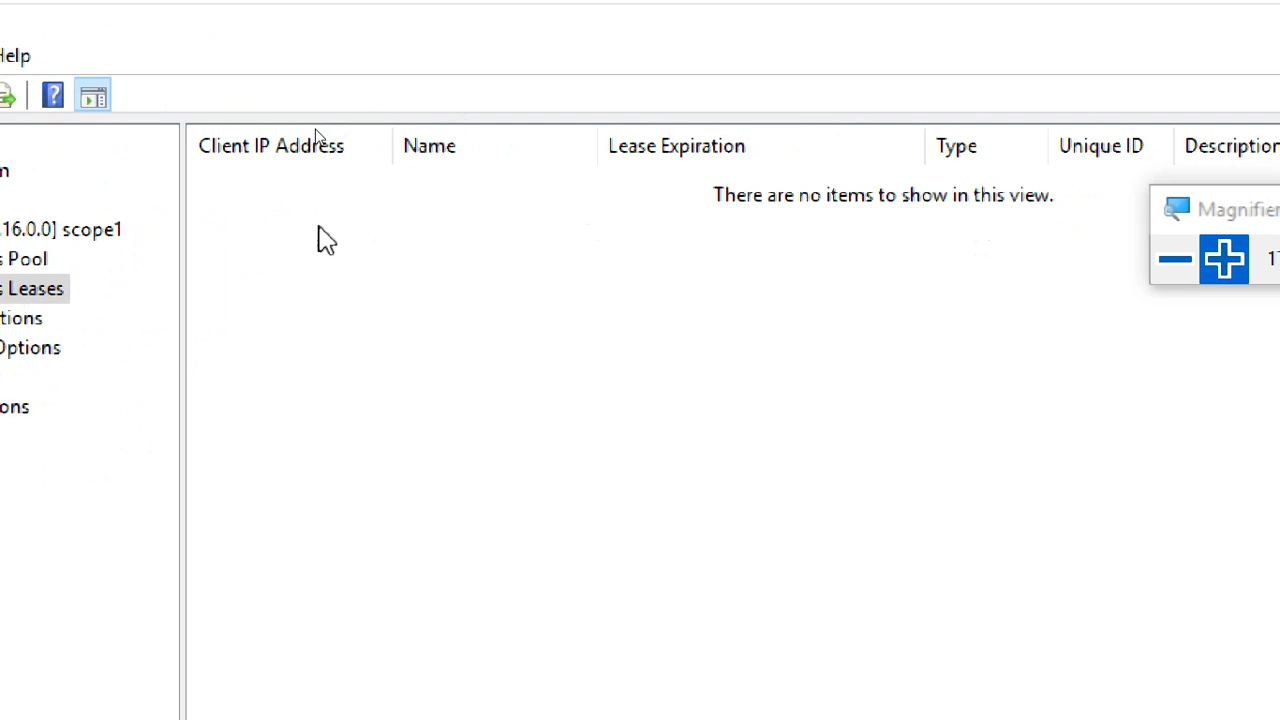 Help
Client IP Address Name Lease Expiration Type Unique ID Description
There are no items to show in this view.
.16.0.0] scope1
s Pool
s Leases
tions
Options
ons
Magnifier